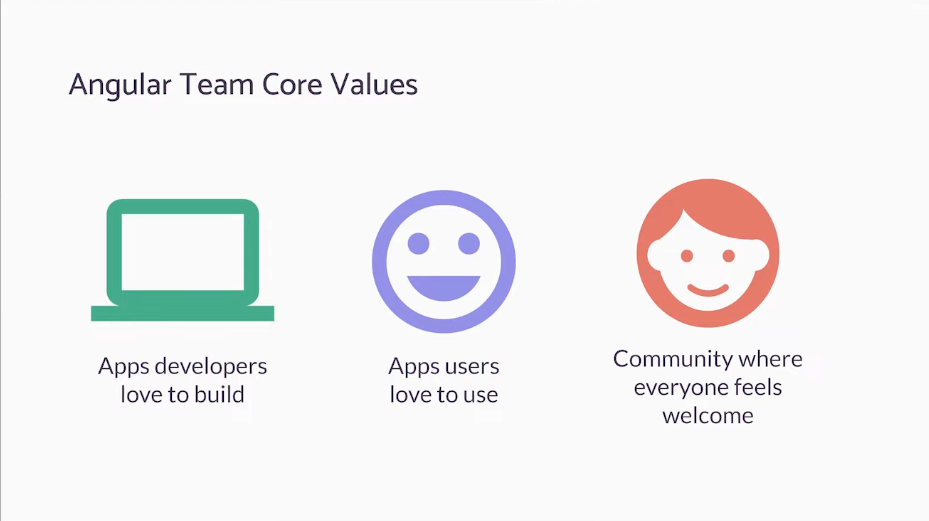 Angular Team Core Values
Apps developers
love to build
Apps users
love to use
Community where
everyone feels
welcome